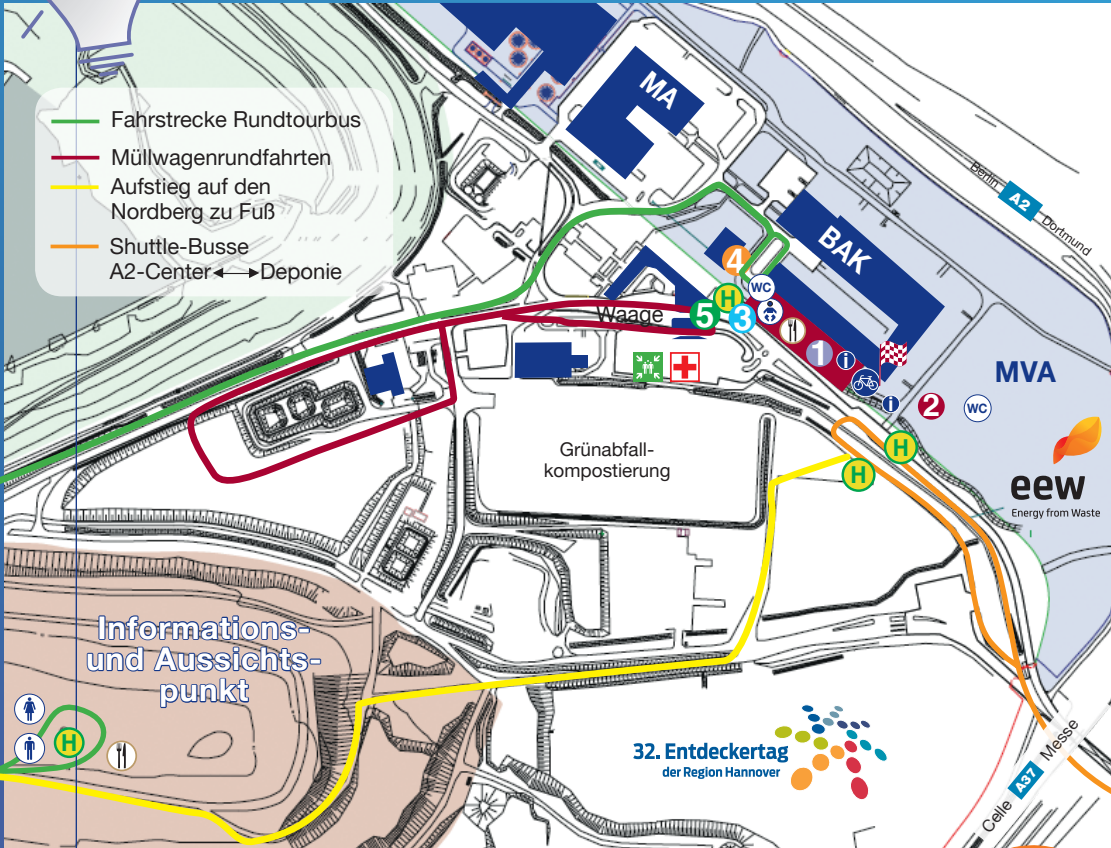 Fahrstrecke Rundtourbus
Müllwagenrundfahrten
Aufstieg auf den
Nordberg zu Fuß
Shuttle-Busse
A2-Center Deponie
MA
BAK
Berlin
A2
Dortmund
4
WC
H
5
3
Waage
1
i
i
2
WC
MVA
H
H
Grünabfall-
kompostierung
eew
Energy from Waste
Informations-
und Aussichts-
punkt
H
32. Entdeckertag
der Region Hannover
Celle
A37
Messe